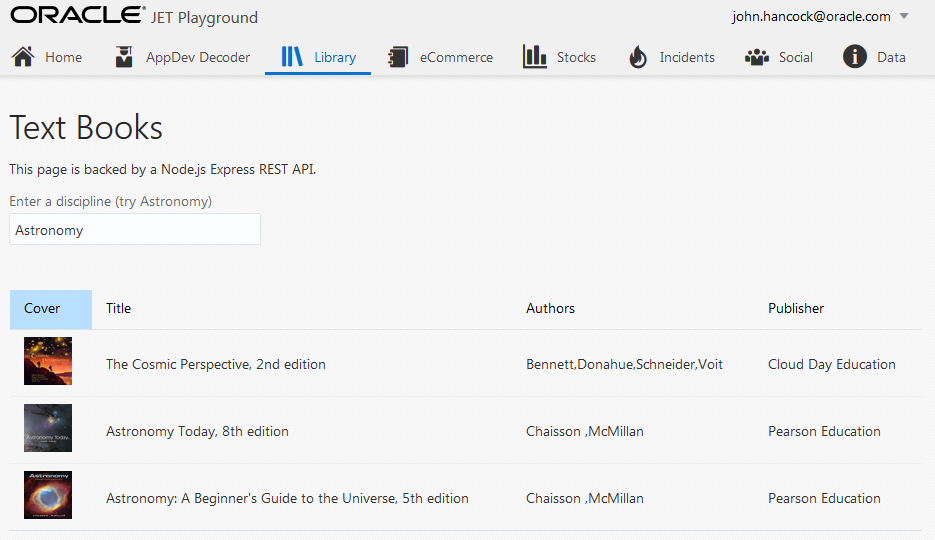 ORACLE® JET Playground
john.hancock@oracle.com
Home AppDev Decoder Library eCommerce Stocks Incidents Social Data
Text Books
This page is backed by a Node.js Express REST API.
Enter a discipline (try Astronomy)
Astronomy
Cover Title Authors Publisher
The Cosmic Perspective, 2nd edition Bennett,Donahue,Schneider,Voit Cloud Day Education
Astronomy Today, 8th edition Chaisson ,McMillan Pearson Education
Astronomy Today
Astronomy
Astronomy: A Beginner's Guide to the Universe, 5th edition Chaisson ,McMillan Pearson Education